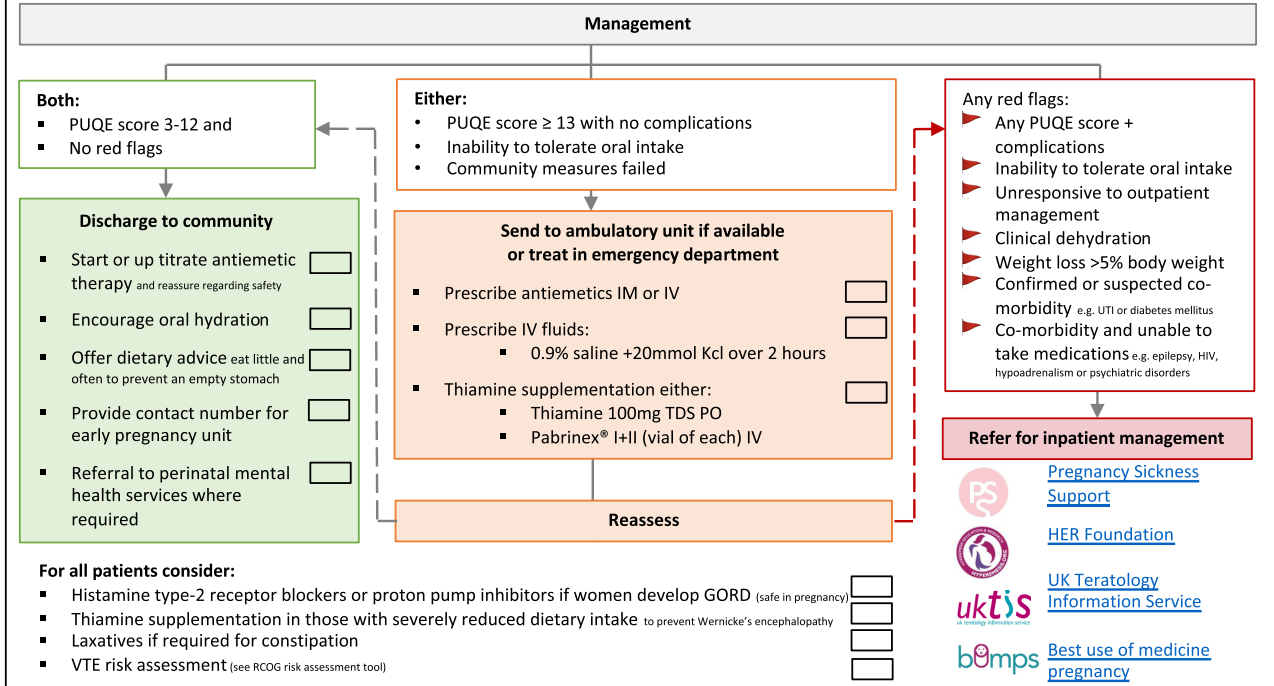 Management
Both:
▪ PUQE score 3-12 and
▪ No red flags
Discharge to community
▪ Start or up titrate antiemetic
therapy and reassure regarding safety
▪ Encourage oral hydration
▪ Offer dietary advice eat little and
often to prevent an empty stomach
▪ Provide contact number for
early pregnancy unit
▪ Referral to perinatal mental
health services where
required
Either:
• PUQE score ≥ 13 with no complications
• Inability to tolerate oral intake
• Community measures failed
Send to ambulatory unit if available
or treat in emergency department
▪ Prescribe antiemetics IM or IV
▪ Prescribe IV fluids:
▪ 0.9% saline +20mmol Kcl over 2 hours
▪ Thiamine supplementation either:
▪ Thiamine 100mg TDS PO
▪ Pabrinex® I+II (vial of each) IV
Reassess
Any red flags:
Any PUQE score +
complications
Inability to tolerate oral intake
Unresponsive to outpatient
management
Clinical dehydration
Weight loss >5% body weight
Confirmed or suspected co-
morbidity e.g. UTI or diabetes mellitus
Co-morbidity and unable to
take medications e.g. epilepsy, HIV,
hypoadrenalism or psychiatric disorders
Refer for inpatient management
PS
Pregnancy Sickness
Support
HYPEREMESIS.ORG
HER Foundation
uktis
uk teratology information service
UK Teratology
Information Service
bumps
Best use of medicine
pregnancy
For all patients consider:
▪ Histamine type-2 receptor blockers or proton pump inhibitors if women develop GORD (safe in pregnancy)
▪ Thiamine supplementation in those with severely reduced dietary intake to prevent Wernicke's encephalopathy
▪ Laxatives if required for constipation
▪ VTE risk assessment (see RCOG risk assessment tool)